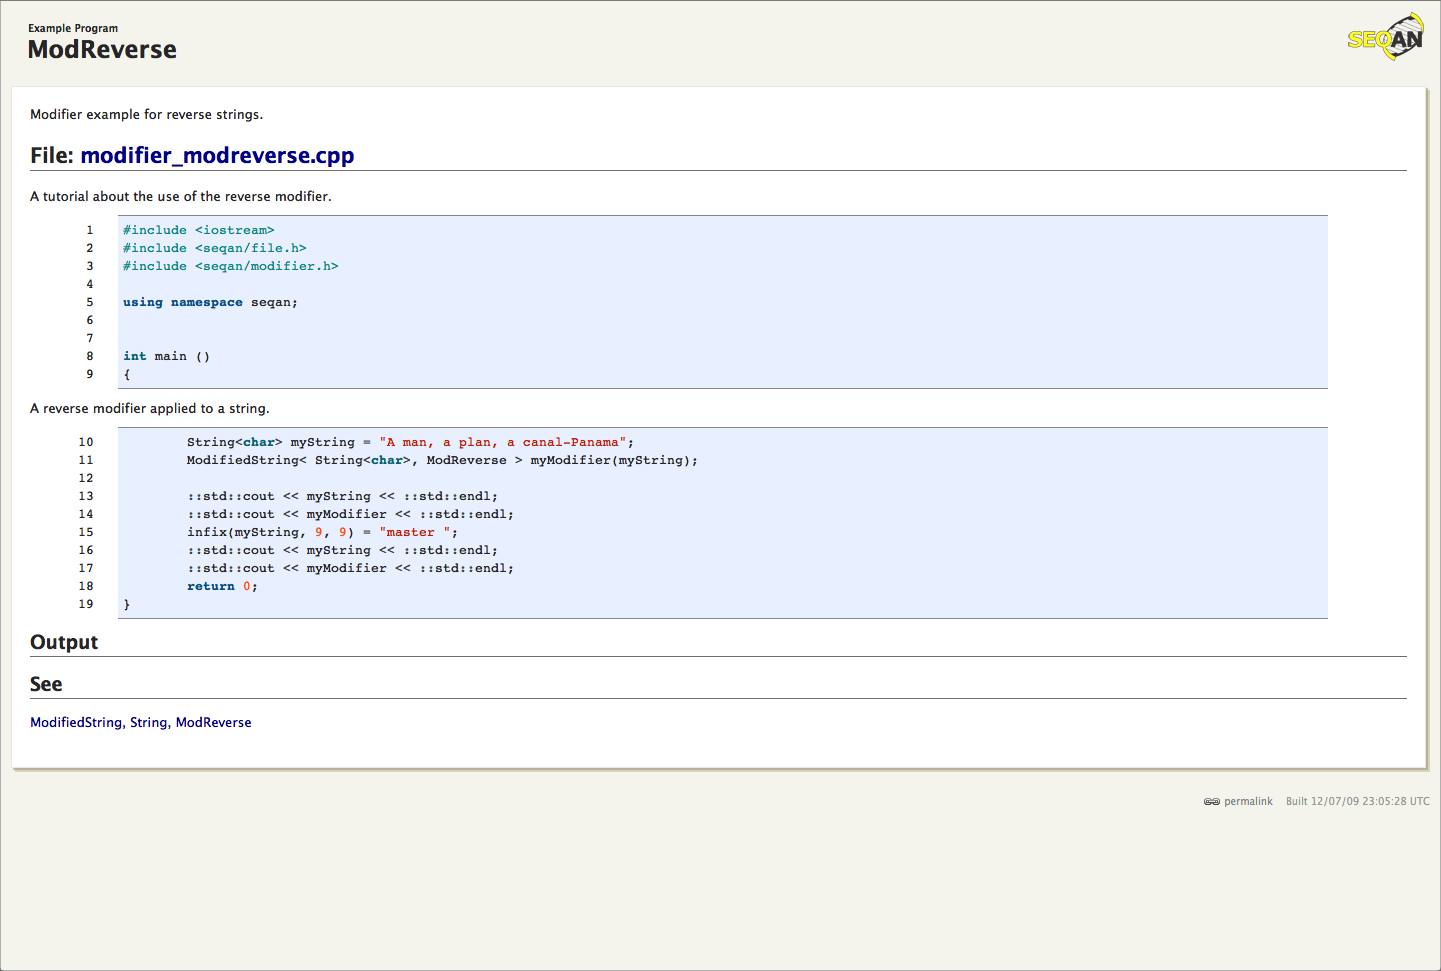 Example Program
ModReverse
SEQAN
Modifier example for reverse strings.
File: modifier_modreverse.cpp
A tutorial about the use of the reverse modifier.
1 #include <iostream>
2 #include <seqan/file.h>
3 #include <seqan/modifier.h>
4
5 using namespace seqan;
6
7
8 int main ()
9 {
A reverse modifier applied to a string.
10 String<char> myString = "A man, a plan, a canal-Panama";
11 ModifiedString< String<char>, ModReverse > myModifier(myString);
12
13 ::std::cout << myString << ::std::endl;
14 ::std::cout << myModifier << ::std::endl;
15 infix(myString, 9, 9) = "master ";
16 ::std::cout << myString << ::std::endl;
17 ::std::cout << myModifier << ::std::endl;
18 return 0;
19 }
Output
See
ModifiedString, String, ModReverse
permalink Built 12/07/09 23:05:28 UTC